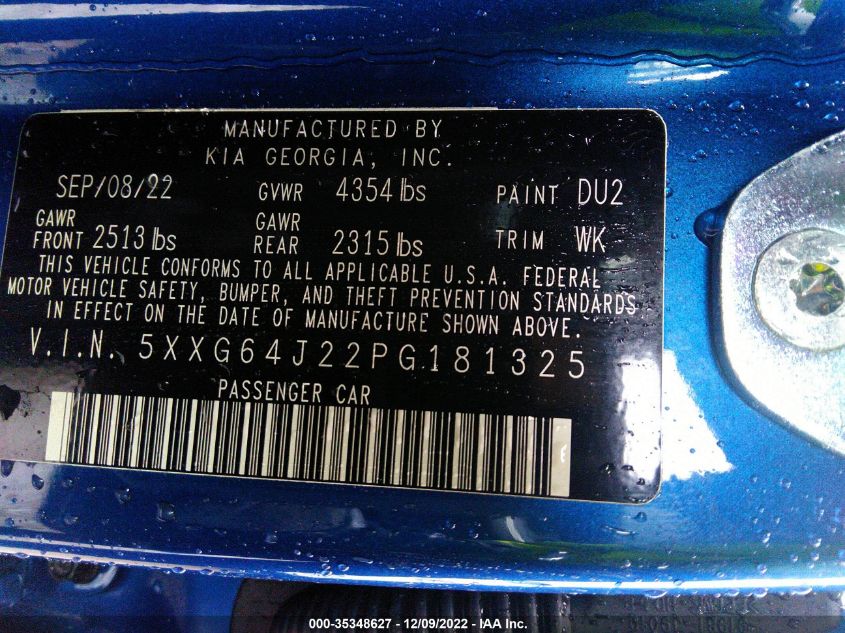 MANUFACTURED BY
KIA GEORGIA, INC.
SEP/08/22 GVWR 4354 lbs PAINT DU2
GAWR FRONT 2513 lbs GAWR REAR 2315 lbs TRIM WK
THIS VEHICLE CONFORMS TO ALL APPLICABLE U.S.A. FEDERAL
MOTOR VEHICLE SAFETY, BUMPER, AND THEFT PREVENTION STANDARDS
IN EFFECT ON THE DATE OF MANUFACTURE SHOWN ABOVE.
V.I.N. 5XXG64J22PG181325
PASSENGER CAR
E
000-35348627 - 12/09/2022 - IAA Inc.